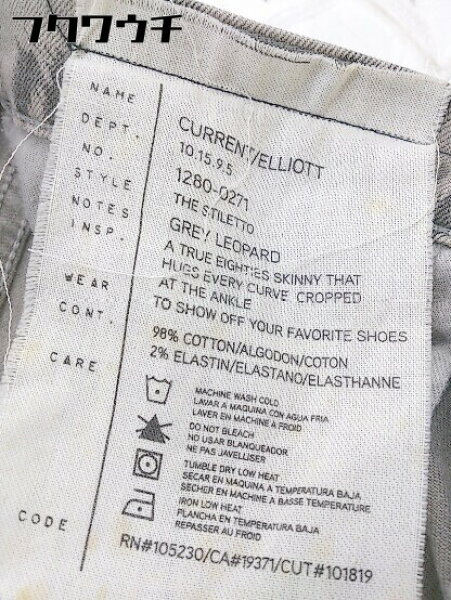 フクウウチ
NAME CURRENT/ELLIOTT
DEPT. 10.15.9.5
NO. 1280-0271
STYLE THE STILETTO
NOTES GREY LEOPARD
INSP. A TRUE EIGHTIES SKINNY THAT
HUGS EVERY CURVE CROPPED
WEAR AT THE ANKLE
TO SHOW OFF YOUR FAVORITE SHOES
CONT. 98% COTTON/ALGODON/COTON
2% ELASTIN/ELASTANO/ELASTHANNE
CARE MACHINE WASH COLD
LAVAR A MAQUINA CON AGUA FRIA
LAVER EN MACHINE A FROID
DO NOT BLEACH
NO USAR BLANQUEADOR
NE PAS JAVELLISER
TUMBLE DRY LOW HEAT
SECAR EN MAQUINA A TEMPERATURA BAJA
SECHER EN MACHINE A BASSE TEMPERATURE
IRON LOW HEAT
PLANCHA EN TEMPERATURA BAJA
REPASSER AU FROID
CODE RN#105230/CA#19371/CUT#101819